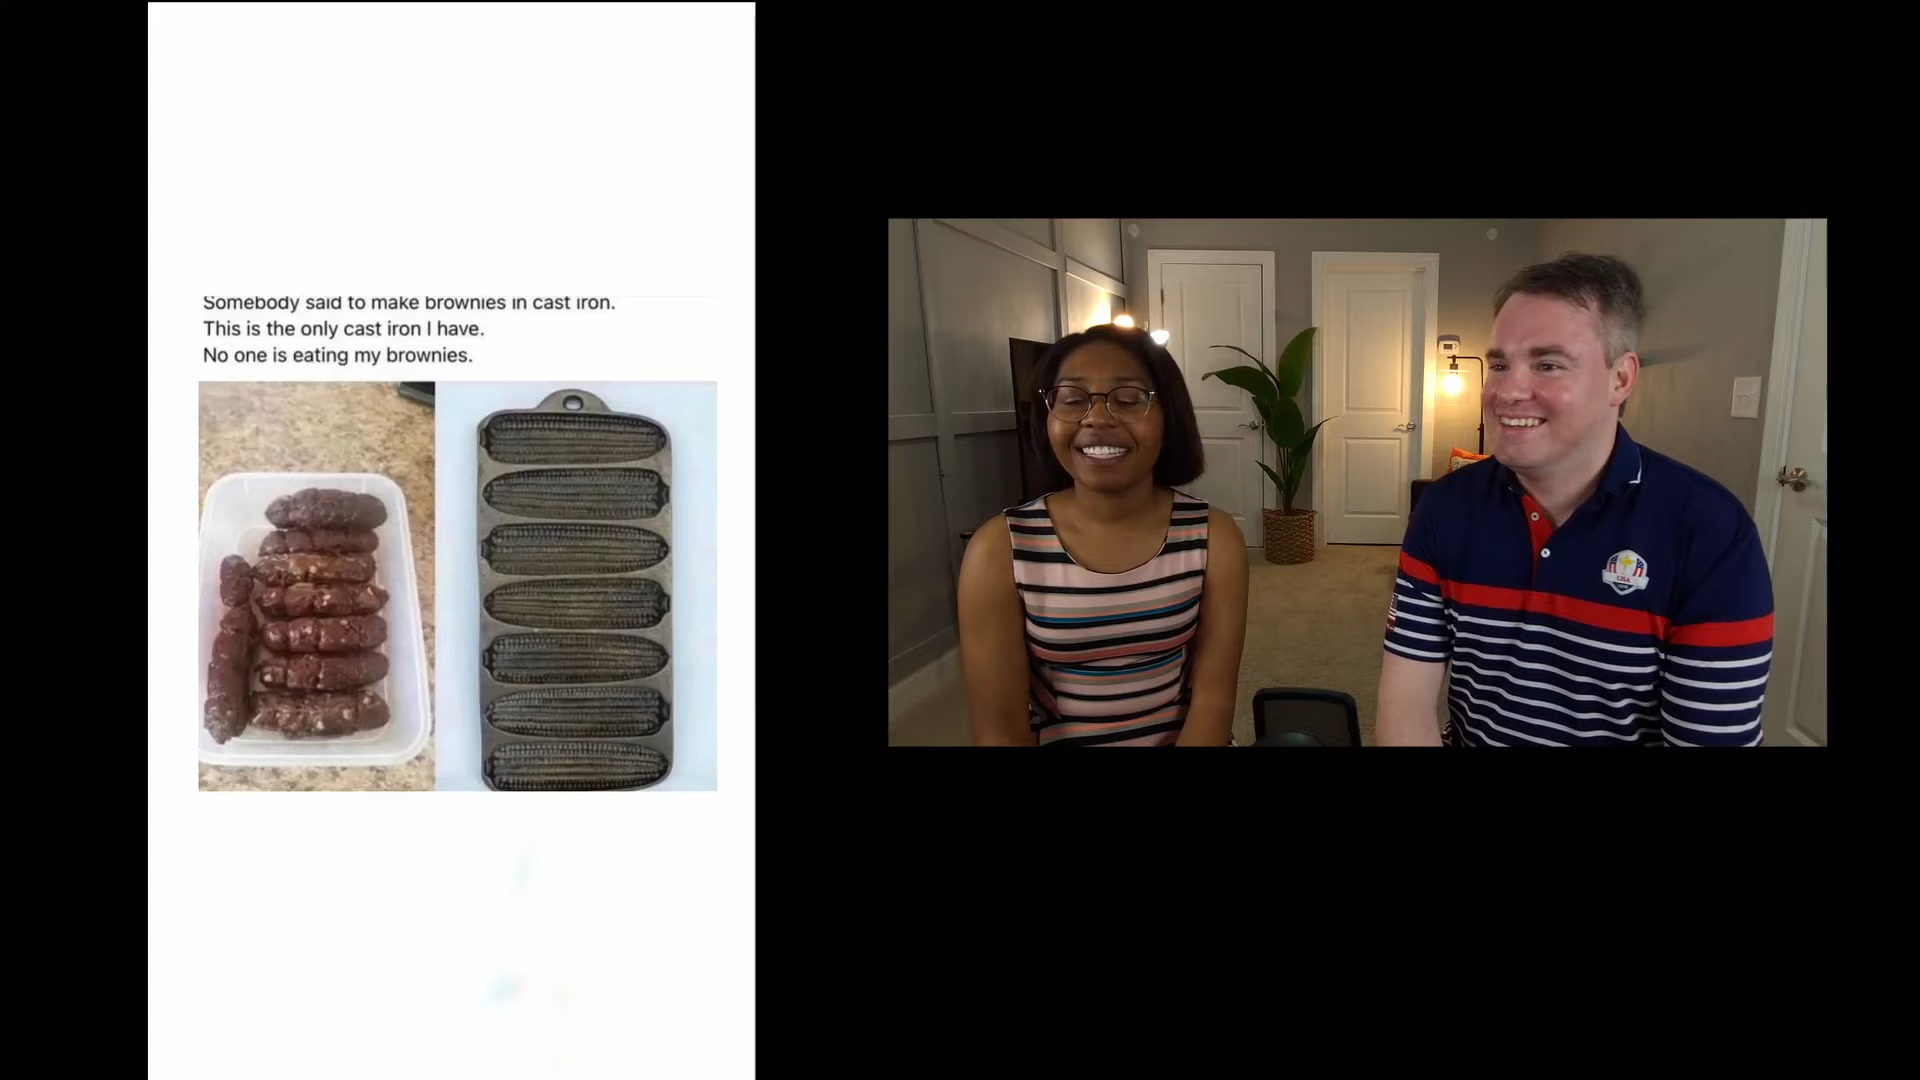 Somebody said to make brownies in cast iron.
This is the only cast iron I have.
No one is eating my brownies.